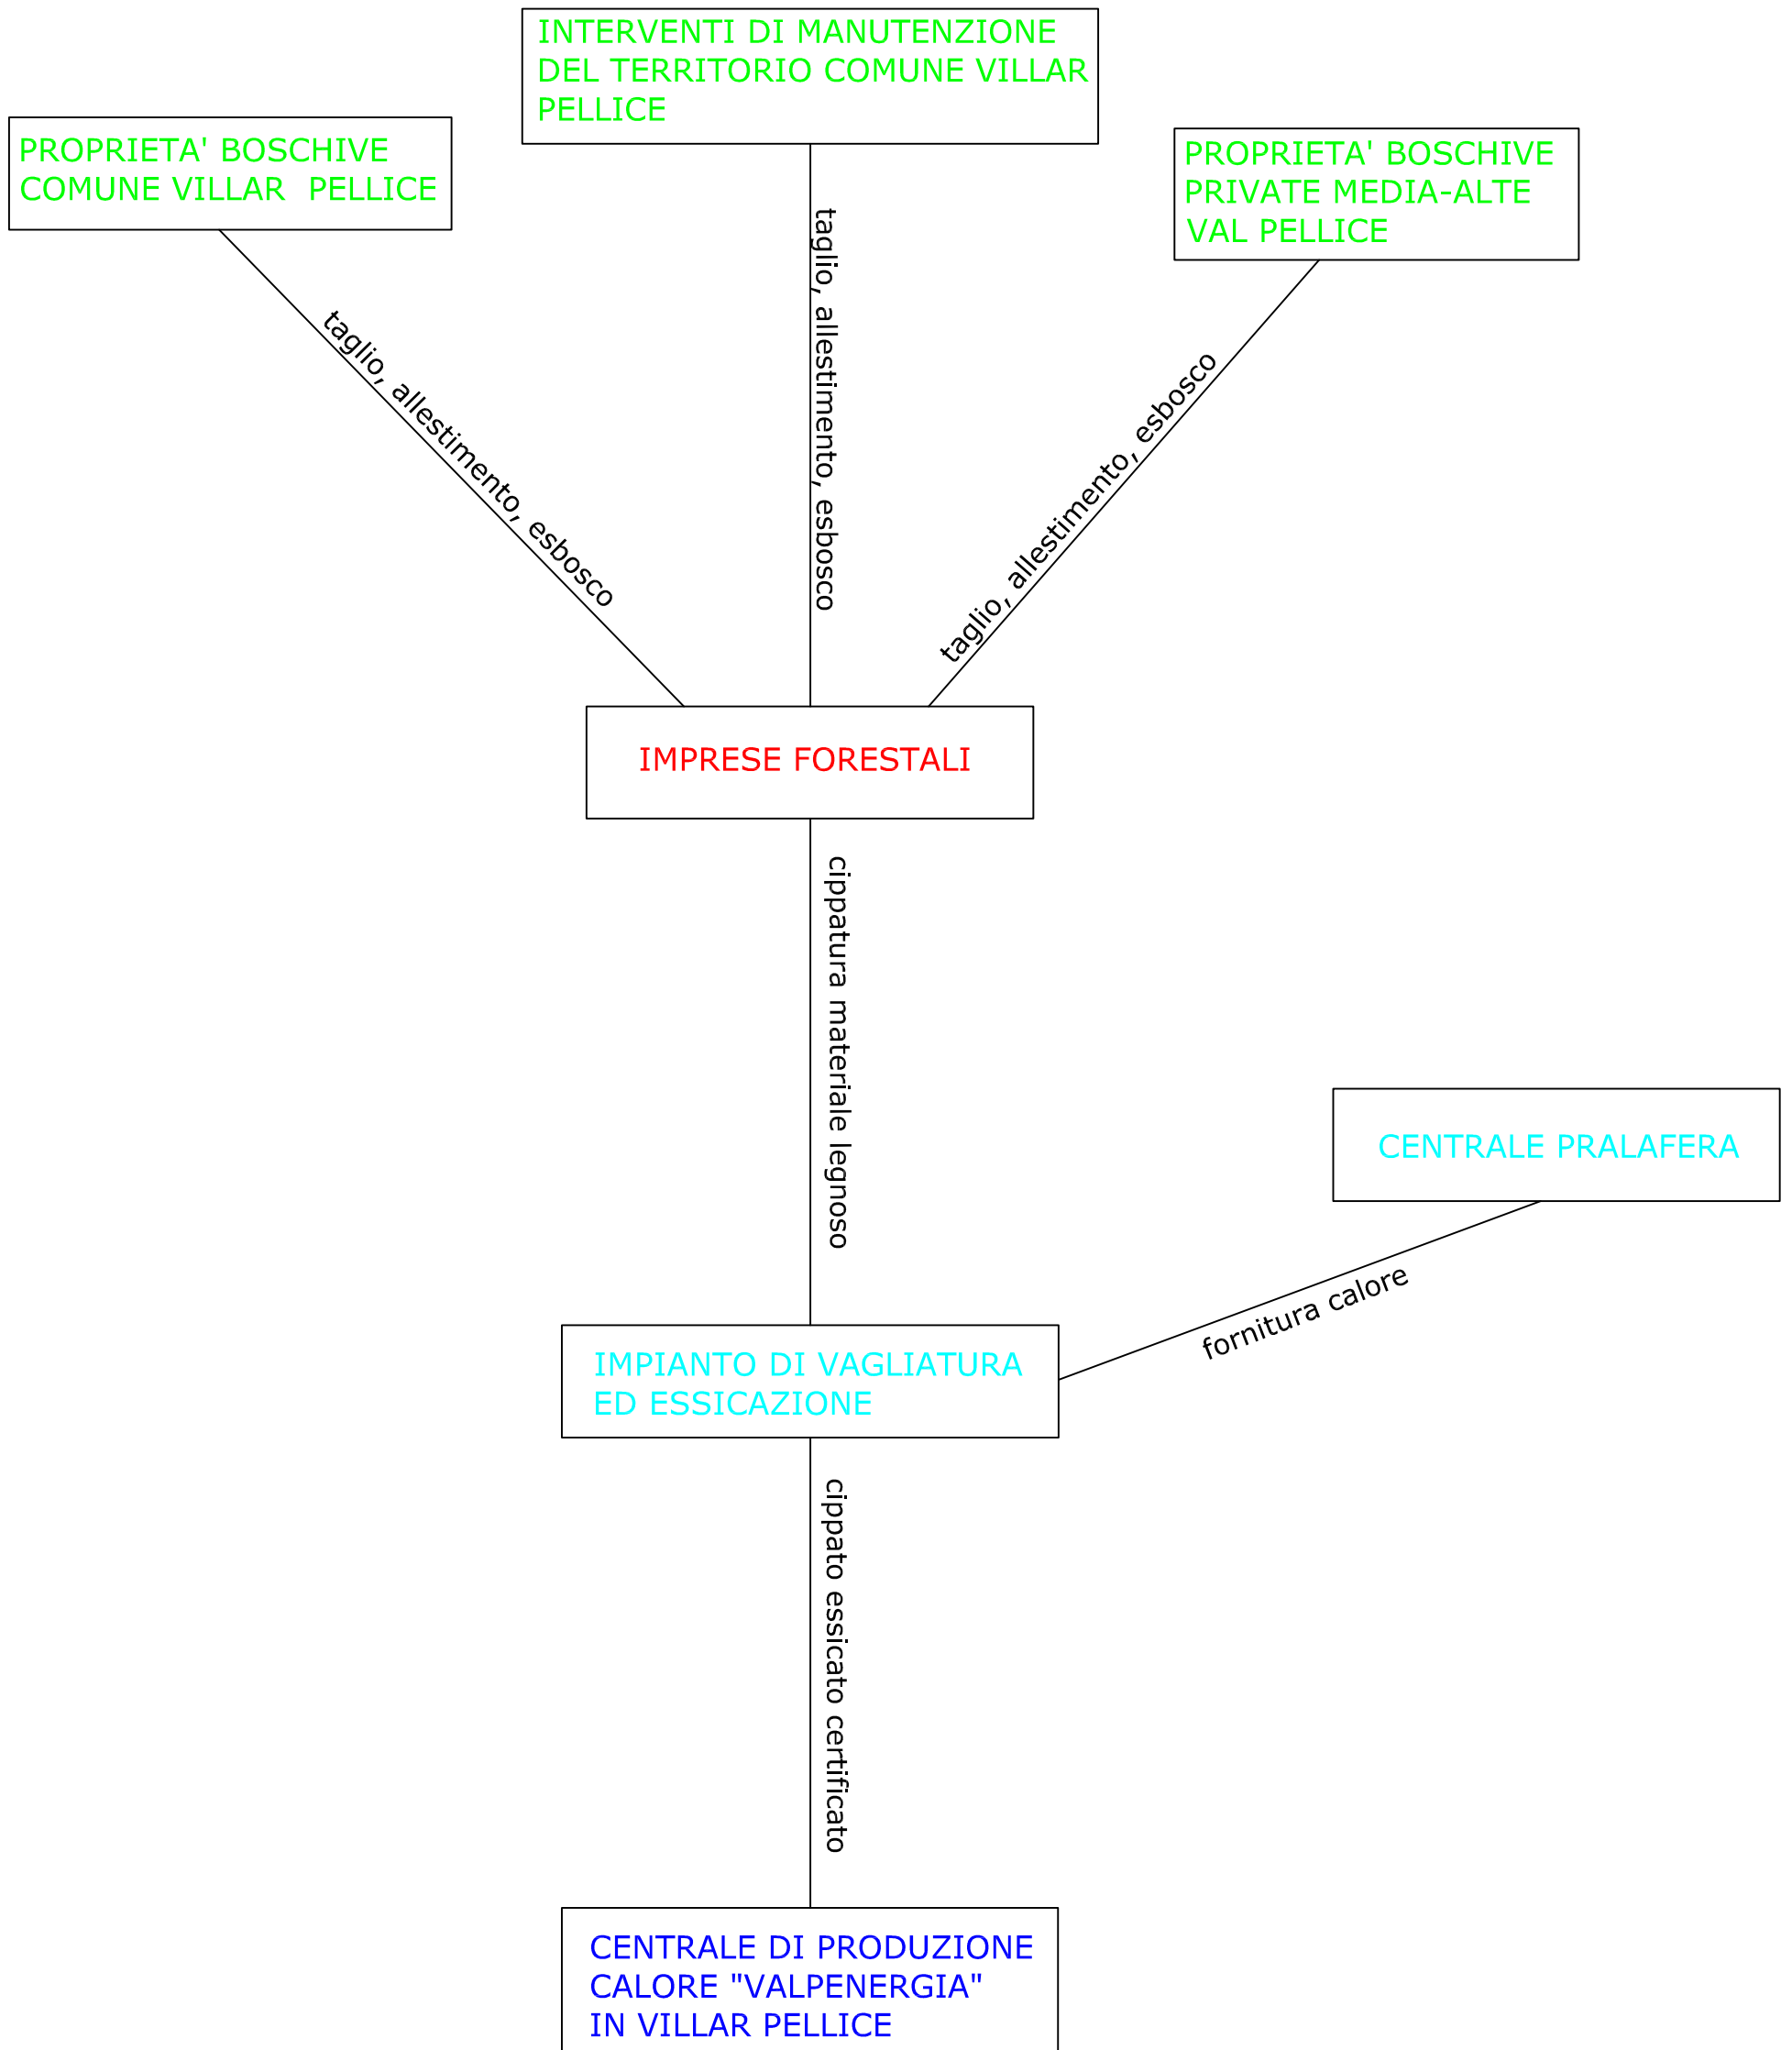 INTERVENTI DI MANUTENZIONE
DEL TERRITORIO COMUNE VILLAR
PELLICE
PROPRIETA' BOSCHIVE
COMUNE VILLAR  PELLICE
PROPRIETA' BOSCHIVE
PRIVATE MEDIA-ALTE
VAL PELLICE
taglio, allestimento, esbosco
taglio, allestimento, esbosco
taglio, allestimento, esbosco
IMPRESE FORESTALI
cippatura materiale legnoso
CENTRALE PRALAFERA
fornitura calore
IMPIANTO DI VAGLIATURA
ED ESSICAZIONE
cippato essicato certificato
CENTRALE DI PRODUZIONE
CALORE "VALPENERGIA"
IN VILLAR PELLICE